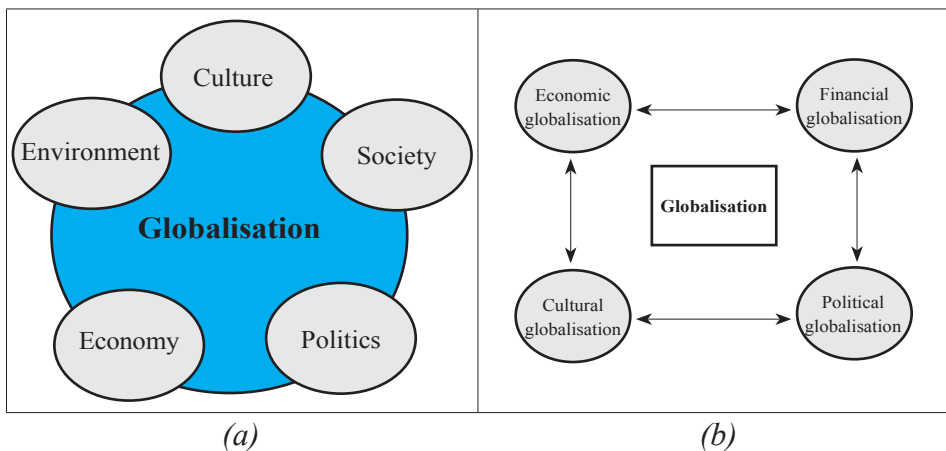 Culture
Environment
Society
Globalisation
Economy
Politics
(a)
Economic
globalisation
Financial
globalisation
Globalisation
Cultural
globalisation
Political
globalisation
(b)